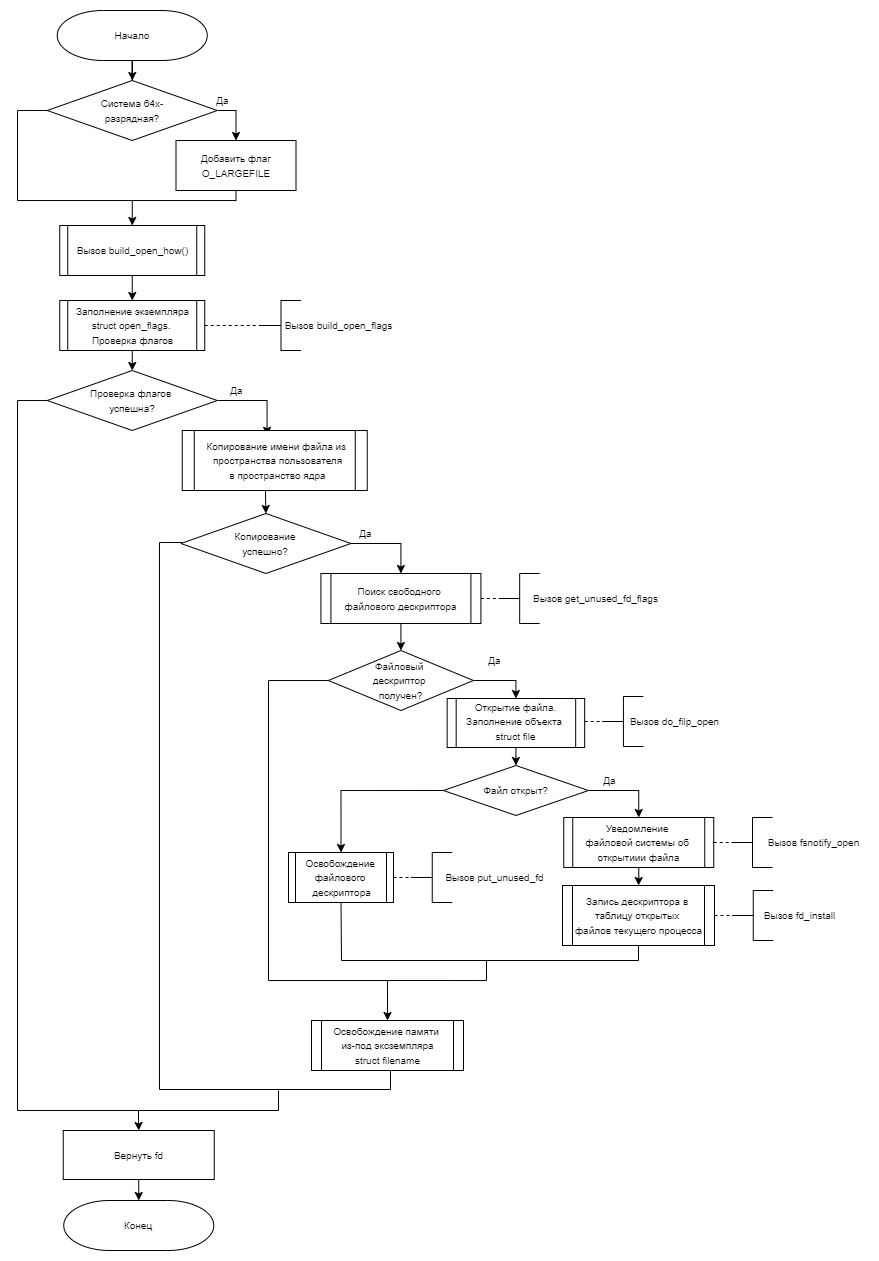 Начало
Система 64х-
разрядная?
Да
Добавить флаг
O_LARGEFILE
Вызов build_open_how()
Заполнение экземпляра
struct open_flags.
Проверка флагов
Вызов build_open_flags
Проверка флагов
успешна?
Да
Копирование имени файла из
пространства пользователя
в пространство ядра
Копирование
успешно?
Да
Поиск свободного
файлового дескриптора
Вызов get_unused_fd_flags
Файловый
дескриптор
получен?
Да
Открытие файла.
Заполнение объекта
struct file
Вызов do_filp_open
Файл открыт?
Да
Уведомление
файловой системы об
открытиии файла
Вызов fsnotify_open
Освобождение
файлового
дескриптора
Вызов put_unused_fd
Запись дескриптора в
таблицу открытых
файлов текущего процесса
Вызов fd_install
Освобождение памяти
из-под эксземпляра
struct filename
Вернуть fd
Конец